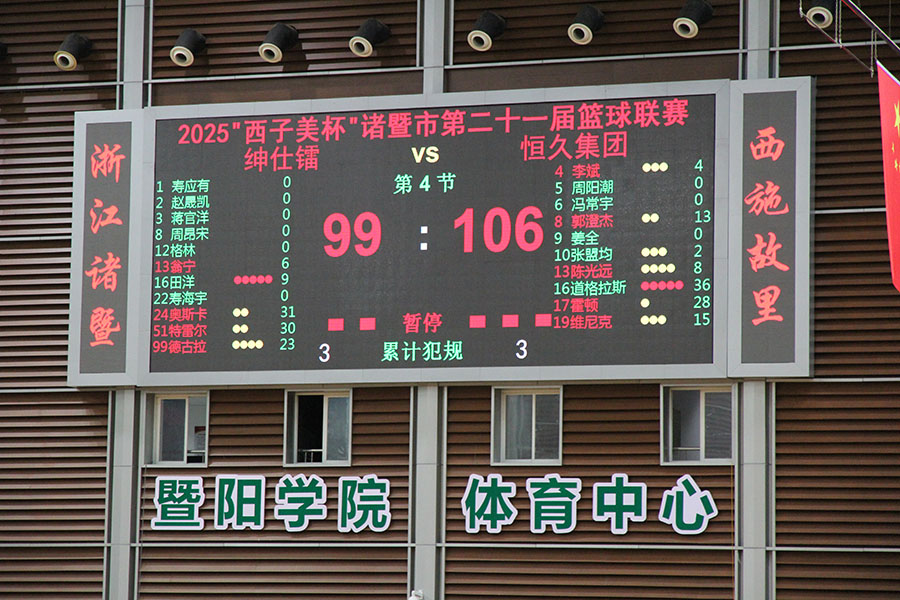 2025"西子美杯"诸暨市第二十一届篮球联赛
绅仕镭 VS 恒久集团
第 4 节
99 : 106
1 寿应有 0
2 赵晟凯 0
3 蒋官洋 0
8 周昂宋 0
12 格林 0
13 翁宁 6
16 田洋 9
22 寿海宇 0
24 奥斯卡 31
51 特雷尔 30
99 德古拉 23
4 李斌 4
5 周阳潮 0
6 冯常宇 0
8 郭澄杰 13
9 姜全 0
10 张盟均 2
13 陈光远 8
16 道格拉斯 36
17 霍顿 28
19 维尼克 15
暂停
3 累计犯规 3
浙江诸暨
西施故里
暨阳学院 体育中心